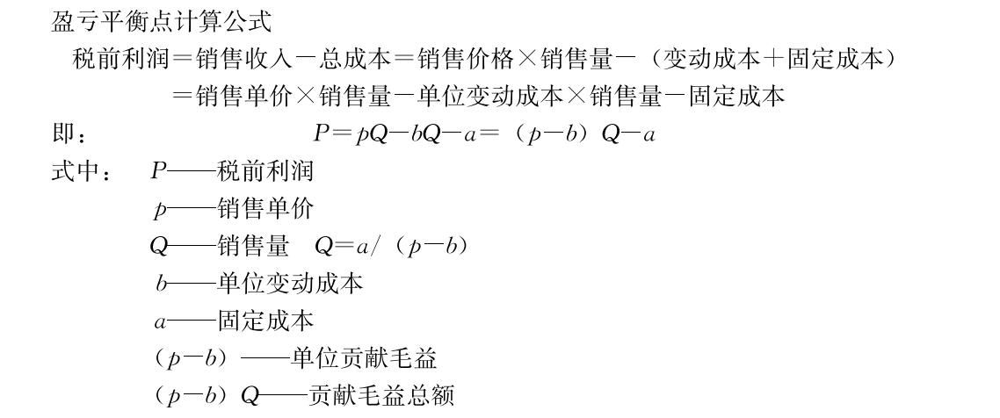 盈亏平衡点计算公式
税前利润＝销售收入－总成本＝销售价格×销售量－（变动成本＋固定成本）
＝销售单价×销售量－单位变动成本×销售量－固定成本
即： P＝pQ－bQ－a＝（p－b）Q－a
式中： P——税前利润
p——销售单价
Q——销售量 Q＝a/（p－b）
b——单位变动成本
a——固定成本
（p－b）——单位贡献毛益
（p－b）Q——贡献毛益总额